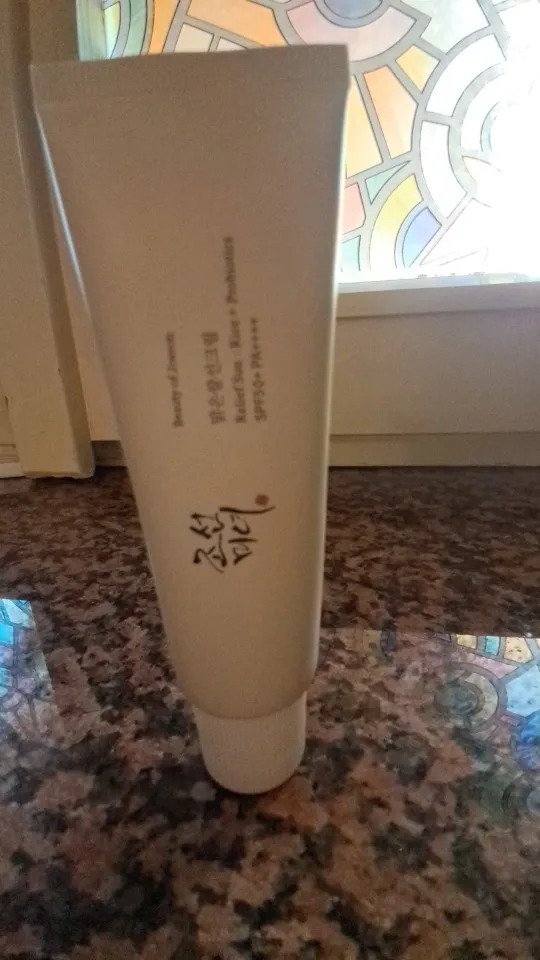 Beauty of Joseon
맑은쌀선크림
Relief Sun : Rice + Probiotics
SPF50+ PA++++
조선
미녀